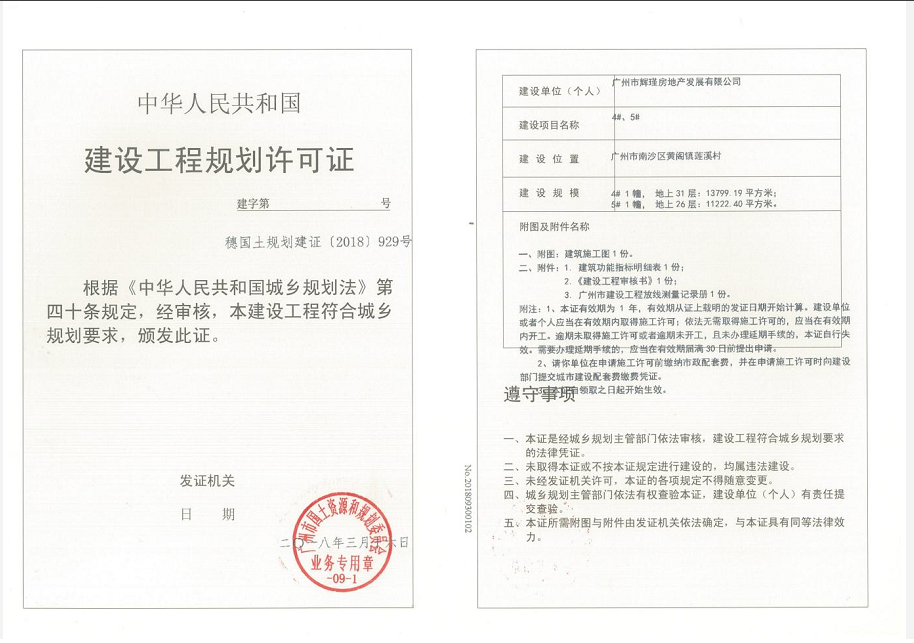 中华人民共和国
建设工程规划许可证
建字第 号
穗国土规划建证〔2018〕929号
根据《中华人民共和国城乡规划法》第
四十条规定，经审核，本建设工程符合城乡
规划要求，颁发此证。
发证机关
日 期
二〇一八年三月 六日
广州市国土资源和规划委员会
业务专用章
-09-1
建设单位（个人） 广州市辉瑾房地产发展有限公司
建设项目名称 4#、5#
建设位置 广州市南沙区黄阁镇莲溪村
建设规模 4# 1幢， 地上31层：13799.19平方米；
5# 1幢， 地上26层：11222.40平方米。
附图及附件名称
一、附图：建筑施工图1份。
二、附件：1. 建筑功能指标明细表1份；
2.《建设工程审核书》1份；
3. 广州市建设工程放线测量记录册1份。
附注：1、本证有效期为 1 年，有效期从证上载明的发证日期开始计算。建设单位
或者个人应当在有效期内取得施工许可；依法无需取得施工许可的，应当在有效期
内开工。逾期未取得施工许可或者逾期未开工，且未办理延期手续的，本证自行失
效。需要办理延期手续的，应当在有效期届满30日前提出申请。
2、请你单位在申请施工许可前缴纳市政配套费，并在申请施工许可时向建设
部门提交城市建设配套费缴费凭证。
自领取之日起开始生效。
遵守事项
一、本证是经城乡规划主管部门依法审核，建设工程符合城乡规划要求
的法律凭证。
二、未取得本证或不按本证规定进行建设的，均属违法建设。
三、未经发证机关许可，本证的各项规定不得随意变更。
四、城乡规划主管部门依法有权查验本证，建设单位（个人）有责任提
交查验。
五、本证所需附图与附件由发证机关依法确定，与本证具有同等法律效
力。
No.201809300102